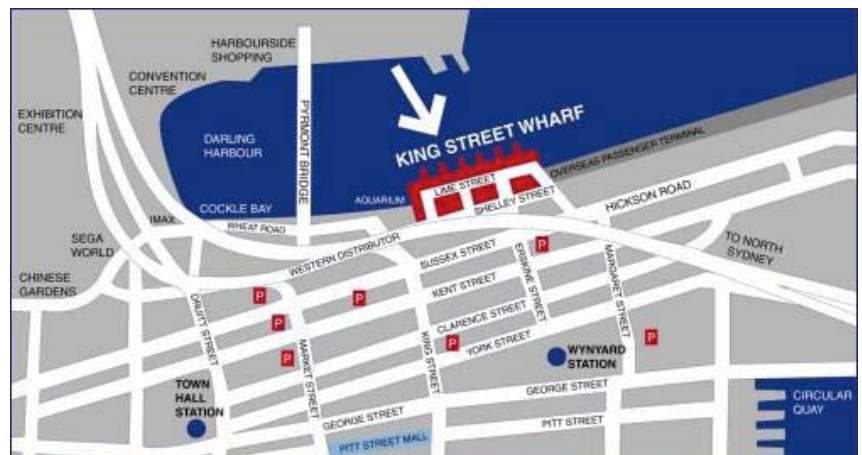 HARBOURSIDE
SHOPPING
CONVENTION
CENTRE
EXHIBITION
CENTRE
DARLING
HARBOUR
PYRMONT BRIDGE
KING STREET WHARF
OVERSEAS PASSENGER TERMINAL
LIME STREET
AQUARIUM
SHELLEY STREET
HICKSON ROAD
COCKLE BAY
IMAX
WHEAT ROAD
SEGA
WORLD
WESTERN DISTRIBUTOR
SUSSEX STREET
P
TO NORTH
SYDNEY
CHINESE
GARDENS
KENT STREET
ERSKINE STREET
MARGARET STREET
P
P
DRUITT STREET
P
CLARENCE STREET
MARKET STREET
KING STREET
YORK STREET
P
P
P
WYNYARD
STATION
TOWN
HALL
STATION
GEORGE STREET
GEORGE STREET
CIRCULAR
QUAY
PITT STREET
PITT STREET MALL